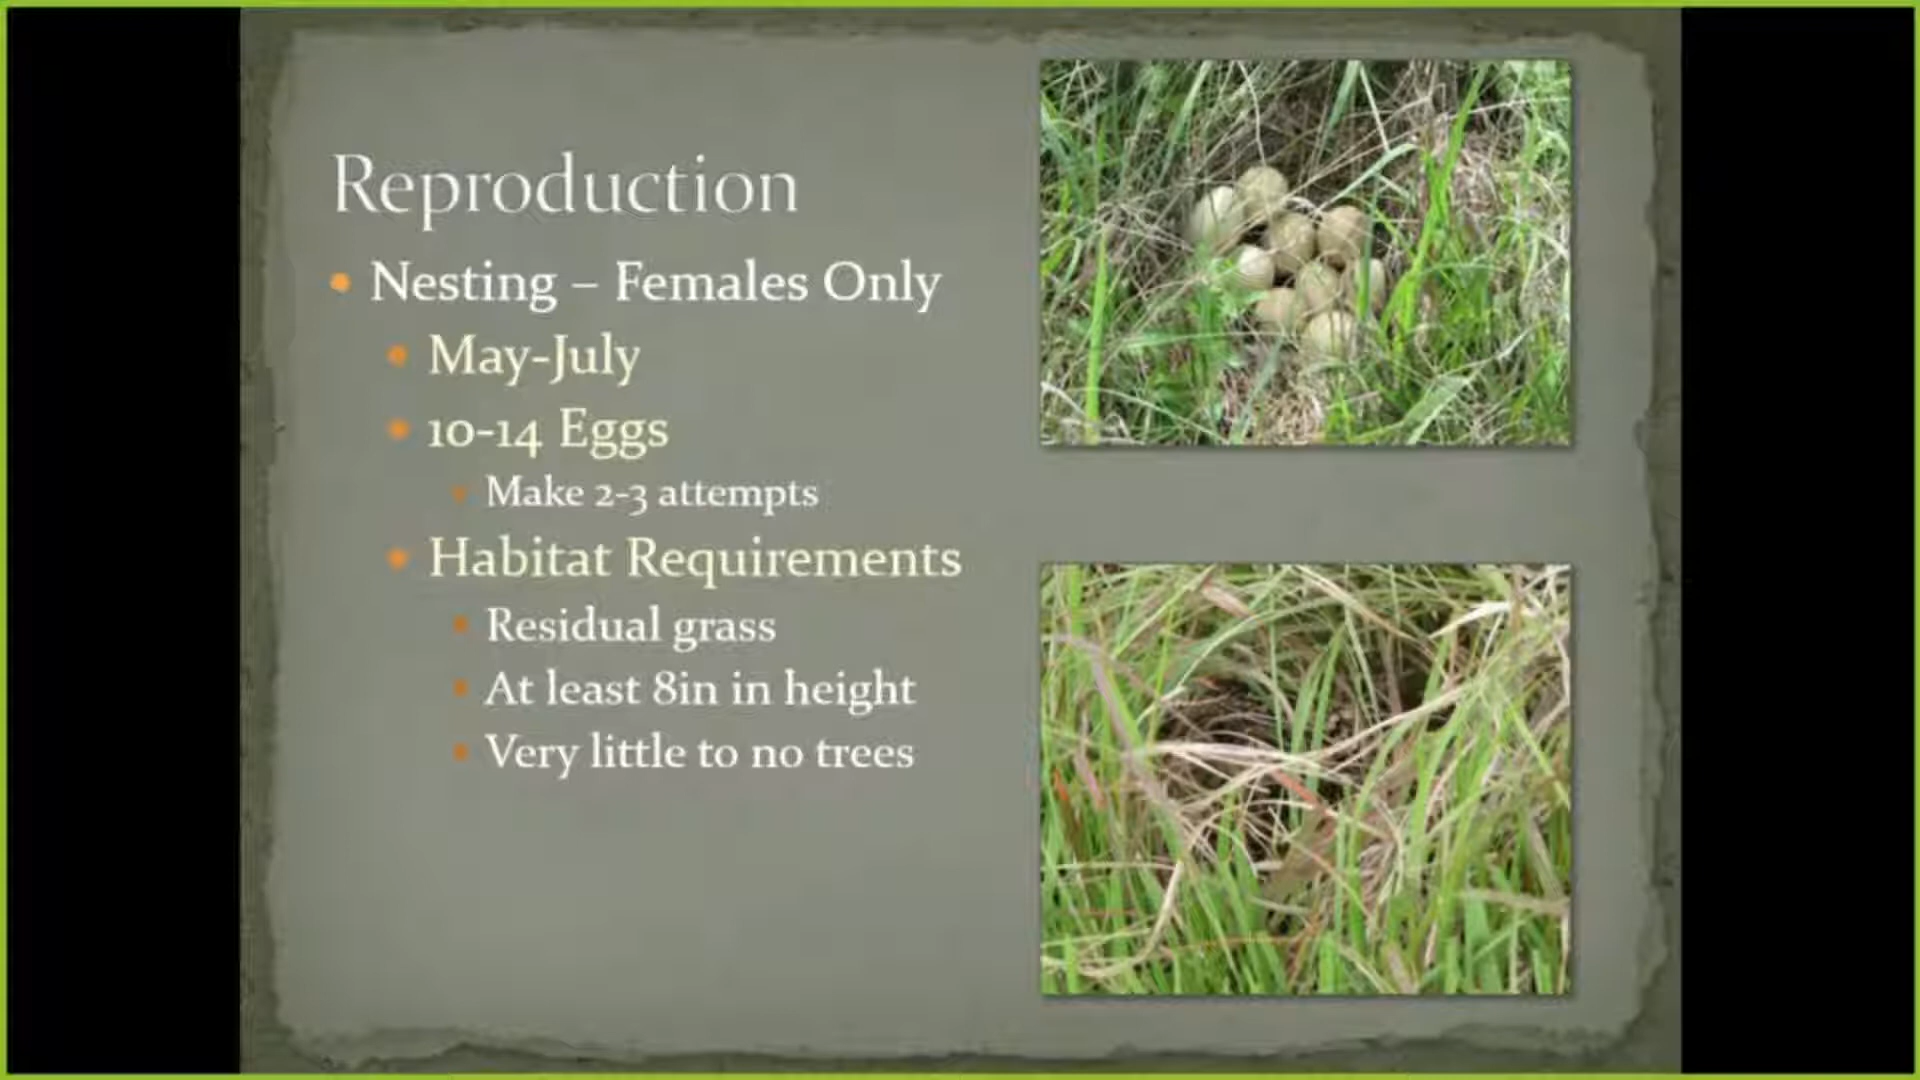 Reproduction
Nesting – Females Only
May-July
10-14 Eggs
Make 2-3 attempts
Habitat Requirements
Residual grass
At least 8in in height
Very little to no trees